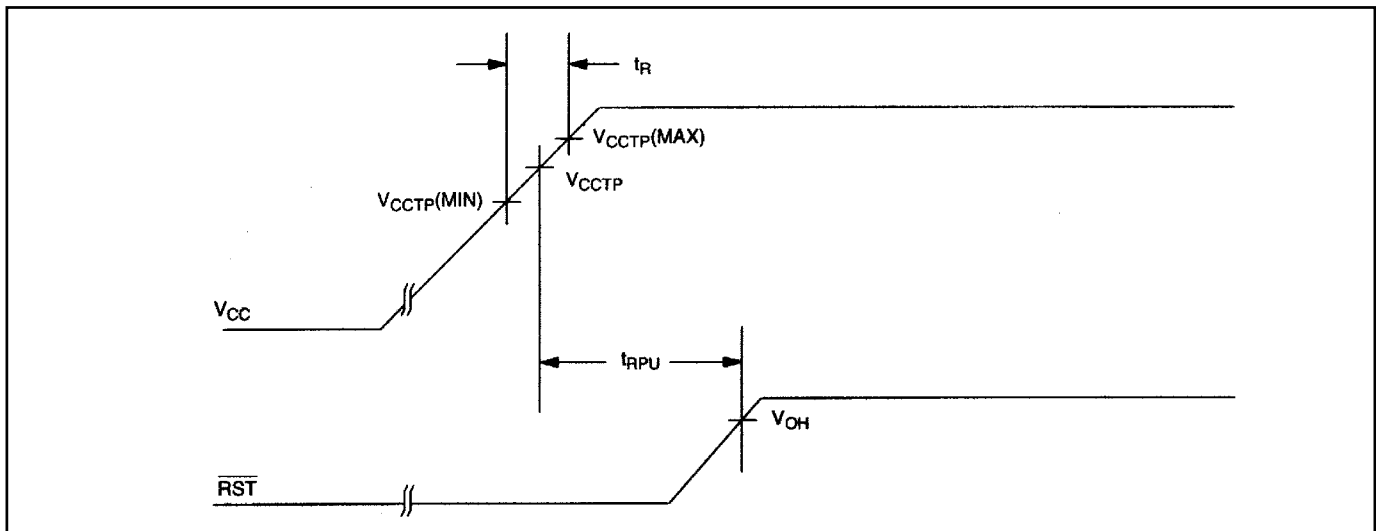 tR
VCCTP(MAX)
VCCTP
VCCTP(MIN)
VCC
tRPU
VOH
RST